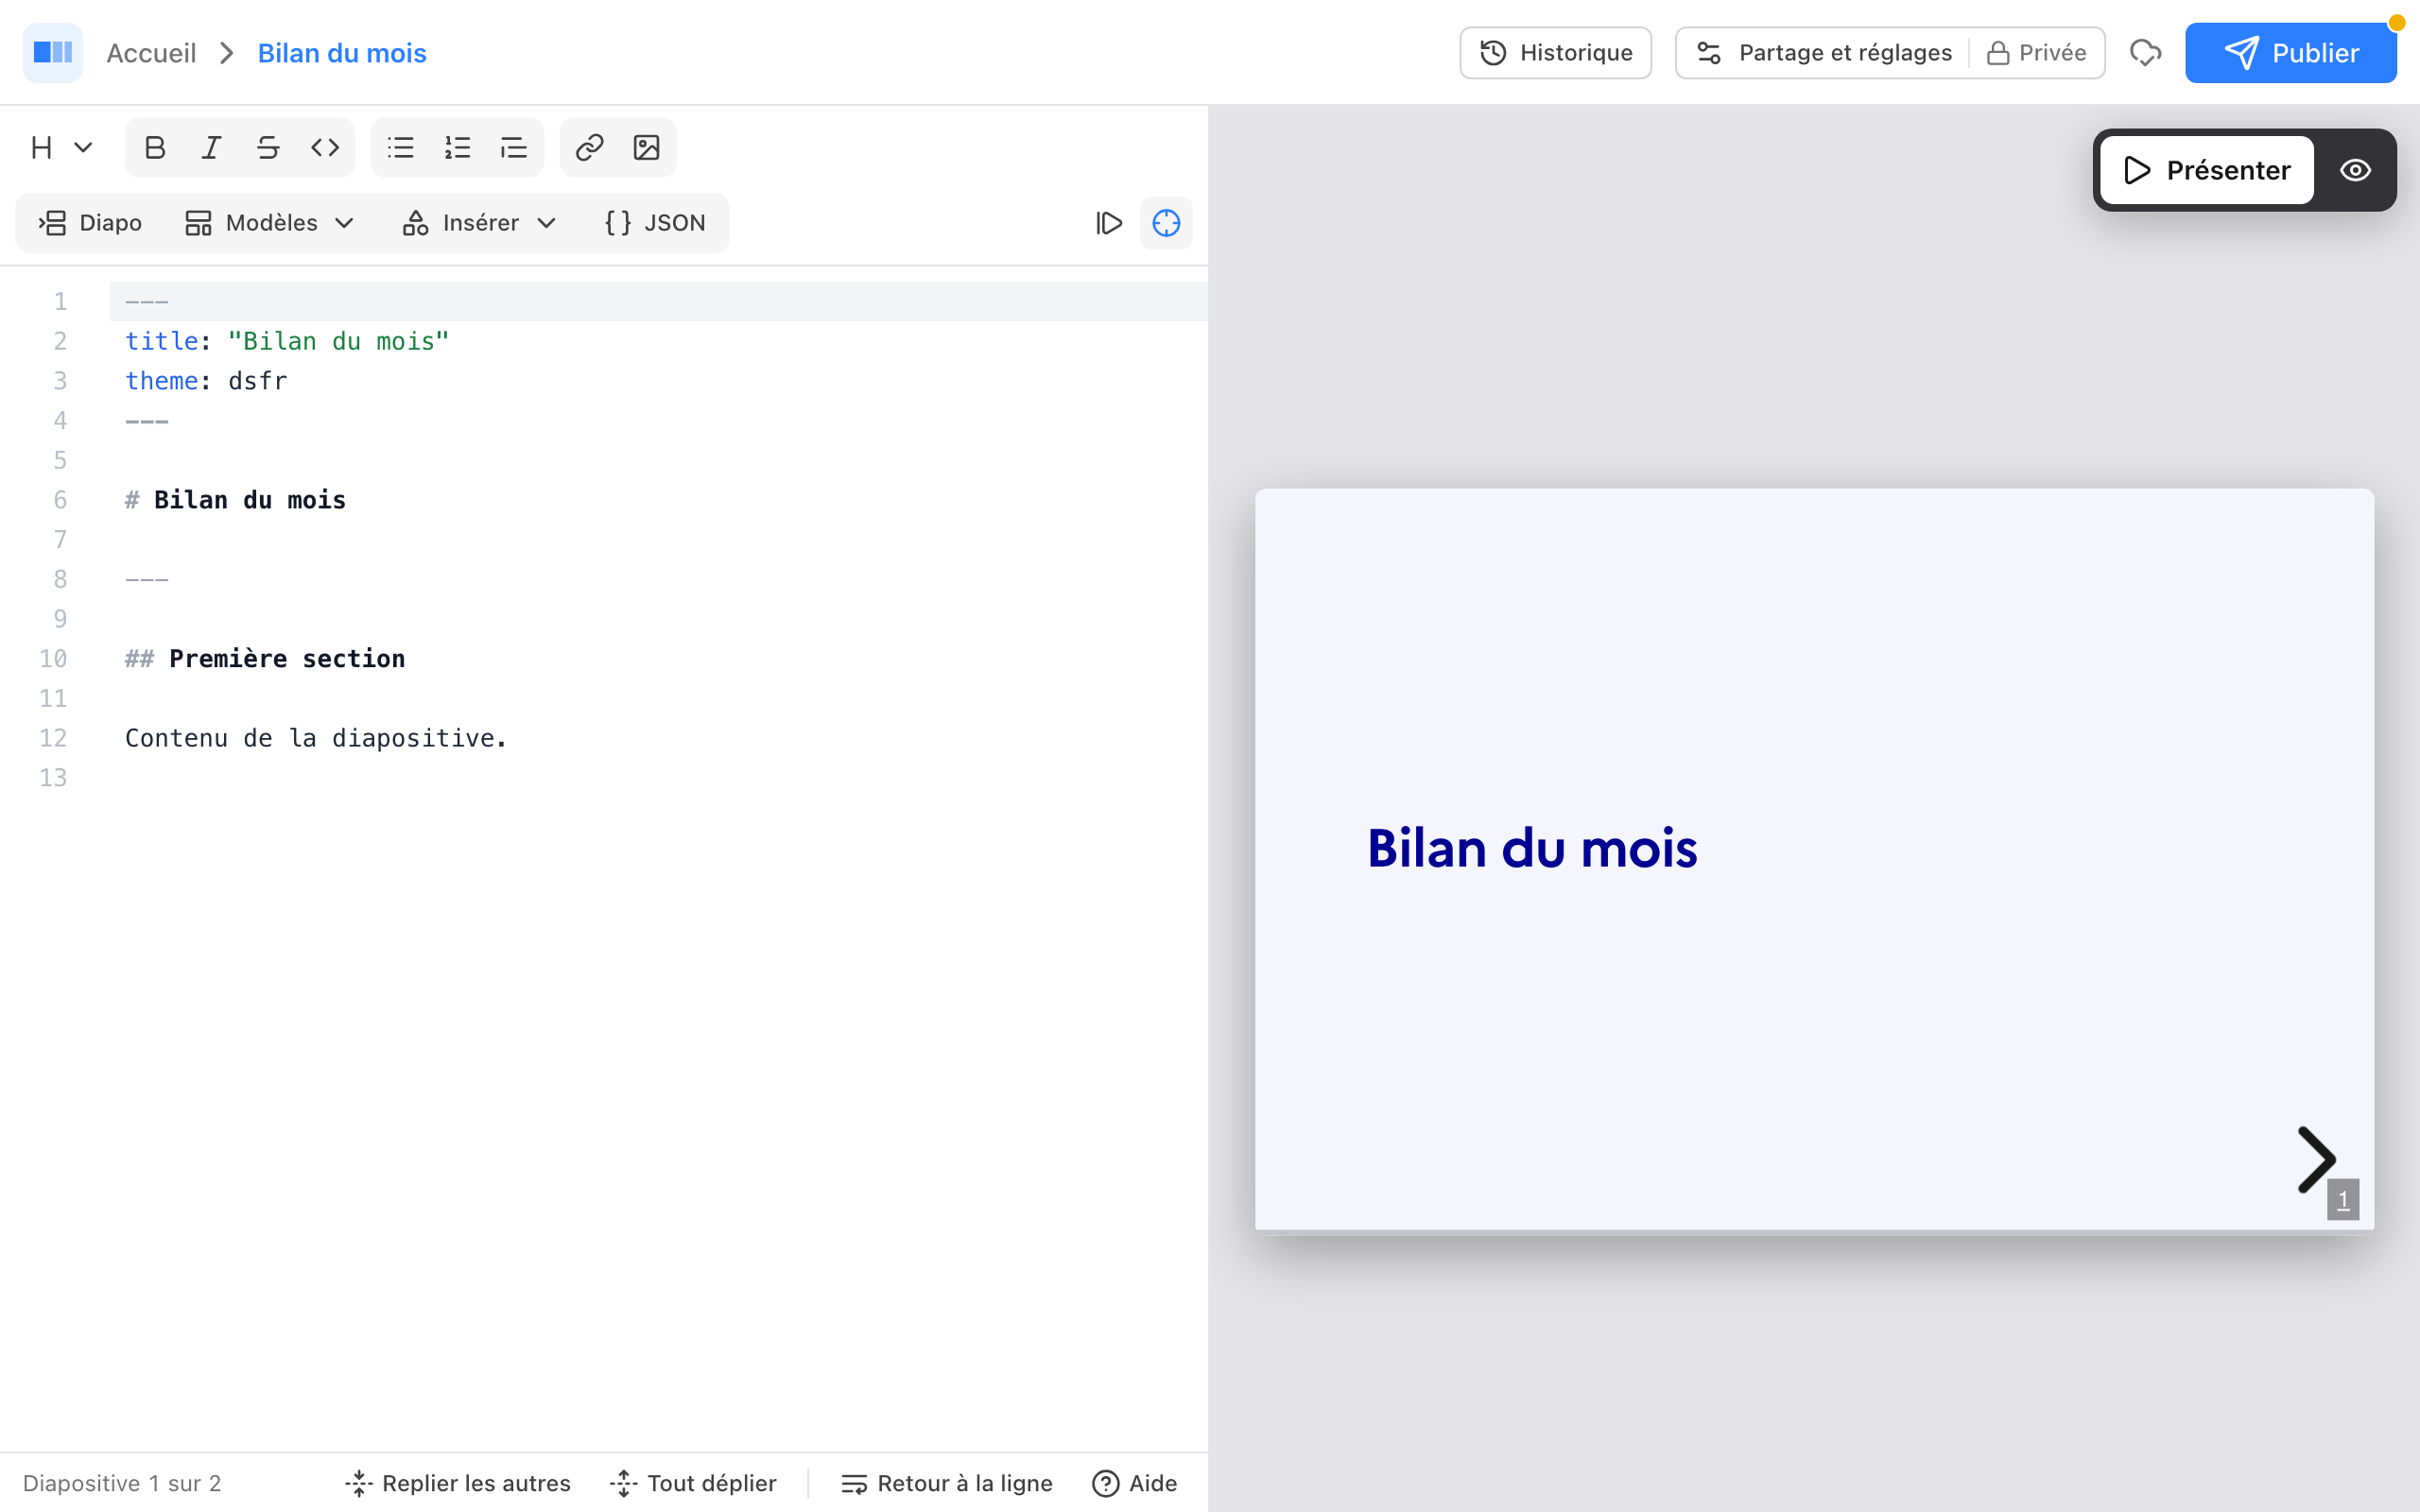 Accueil > Bilan du mois
Historique
Partage et réglages
Privée
Publier
H
B I S <>
Diapo
Modèles
Insérer
{ } JSON
Présenter
1 ---
2 title: "Bilan du mois"
3 theme: dsfr
4 ---
5
6 # Bilan du mois
7
8 ---
9
10 ## Première section
11
12 Contenu de la diapositive.
13
Bilan du mois
1
Diapositive 1 sur 2
Replier les autres
Tout déplier
Retour à la ligne
Aide